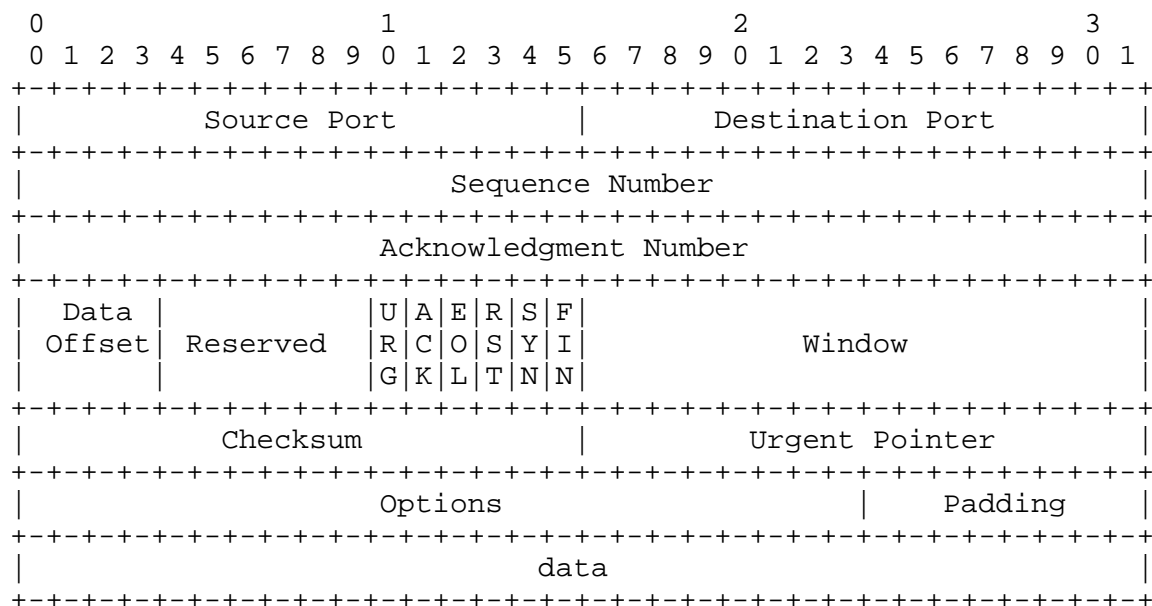 0                   1                   2                   3
 0 1 2 3 4 5 6 7 8 9 0 1 2 3 4 5 6 7 8 9 0 1 2 3 4 5 6 7 8 9 0 1
+-+-+-+-+-+-+-+-+-+-+-+-+-+-+-+-+-+-+-+-+-+-+-+-+-+-+-+-+-+-+-+-+
|          Source Port          |       Destination Port        |
+-+-+-+-+-+-+-+-+-+-+-+-+-+-+-+-+-+-+-+-+-+-+-+-+-+-+-+-+-+-+-+-+
|                        Sequence Number                        |
+-+-+-+-+-+-+-+-+-+-+-+-+-+-+-+-+-+-+-+-+-+-+-+-+-+-+-+-+-+-+-+-+
|                    Acknowledgment Number                      |
+-+-+-+-+-+-+-+-+-+-+-+-+-+-+-+-+-+-+-+-+-+-+-+-+-+-+-+-+-+-+-+-+
|  Data |           |U|A|E|R|S|F|                               |
| Offset| Reserved  |R|C|O|S|Y|I|            Window             |
|       |           |G|K|L|T|N|N|                               |
+-+-+-+-+-+-+-+-+-+-+-+-+-+-+-+-+-+-+-+-+-+-+-+-+-+-+-+-+-+-+-+-+
|           Checksum            |         Urgent Pointer        |
+-+-+-+-+-+-+-+-+-+-+-+-+-+-+-+-+-+-+-+-+-+-+-+-+-+-+-+-+-+-+-+-+
|                    Options                    |    Padding    |
+-+-+-+-+-+-+-+-+-+-+-+-+-+-+-+-+-+-+-+-+-+-+-+-+-+-+-+-+-+-+-+-+
|                             data                              |
+-+-+-+-+-+-+-+-+-+-+-+-+-+-+-+-+-+-+-+-+-+-+-+-+-+-+-+-+-+-+-+-+